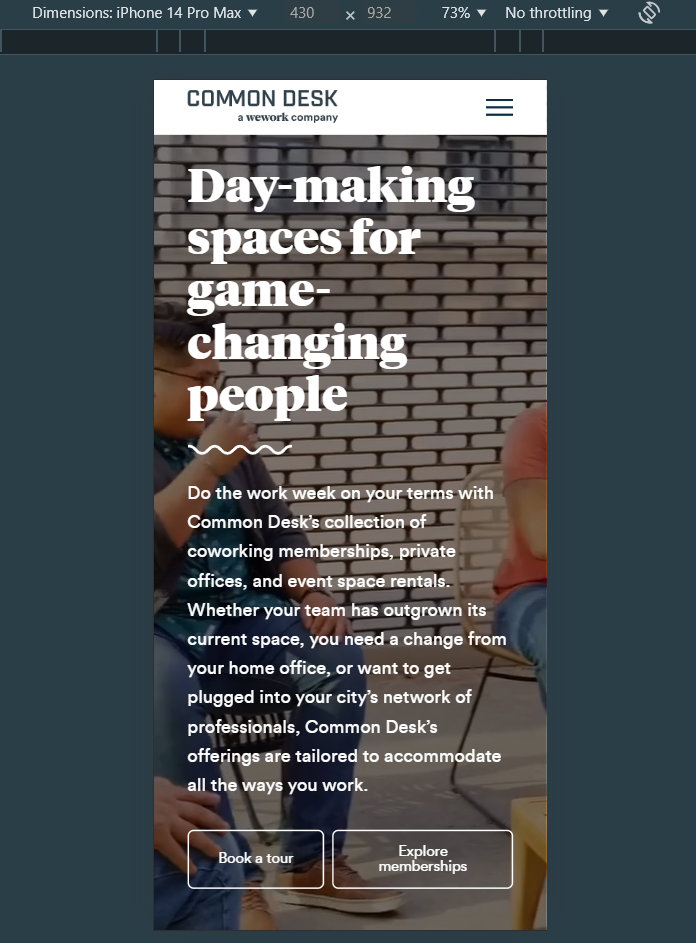 Dimensions: iPhone 14 Pro Max ▼ 430 × 932 73% ▼ No throttling ▼
COMMON DESK
a wework company
Day-making
spaces for
game-
changing
people
Do the work week on your terms with
Common Desk’s collection of
coworking memberships, private
offices, and event space rentals.
Whether your team has outgrown its
current space, you need a change from
your home office, or want to get
plugged into your city’s network of
professionals, Common Desk’s
offerings are tailored to accommodate
all the ways you work.
Book a tour
Explore
memberships